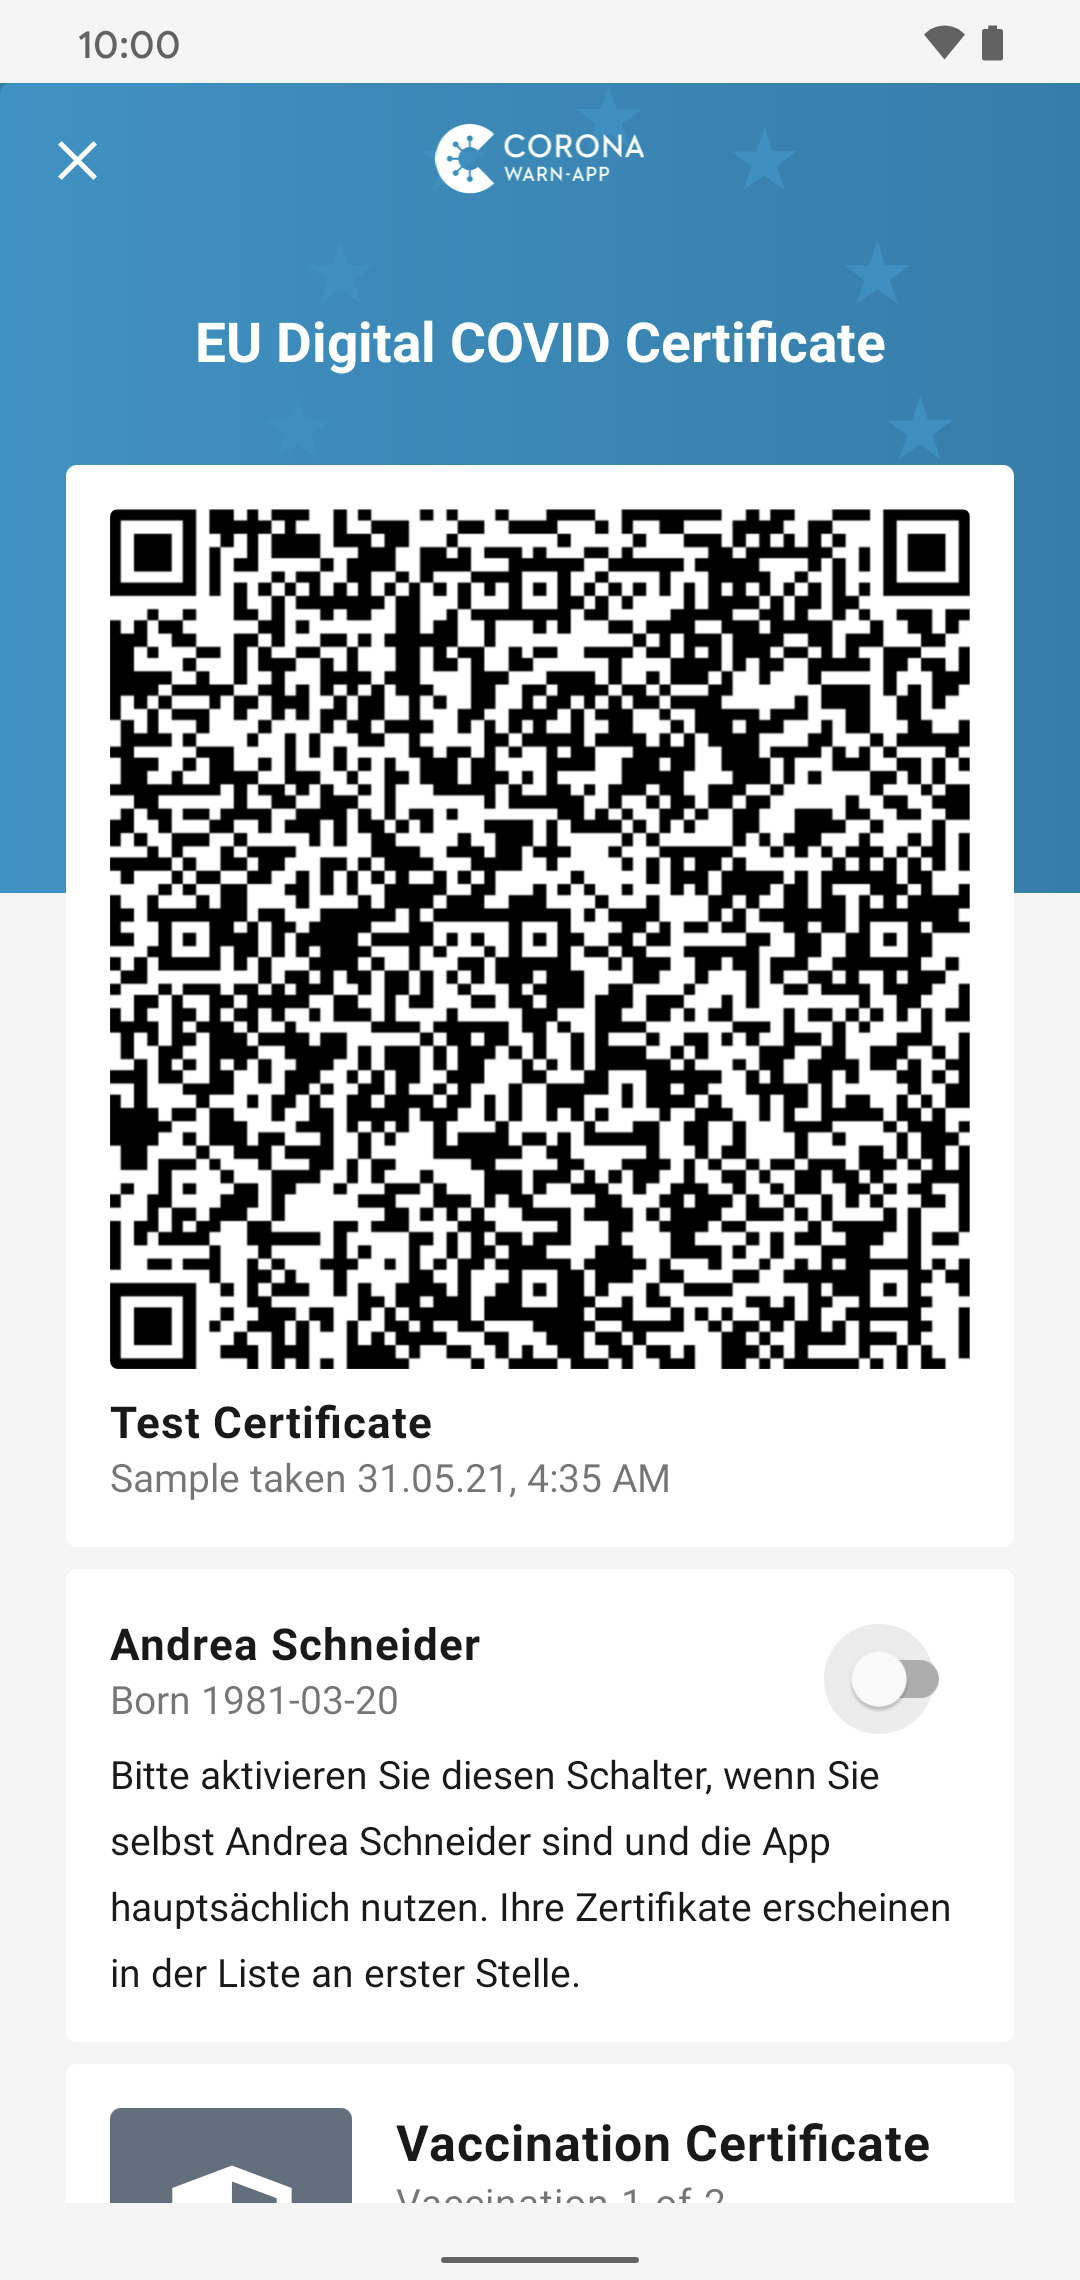 10:00
CORONA
WARN-APP
EU Digital COVID Certificate
Test Certificate
Sample taken 31.05.21, 4:35 AM
Andrea Schneider
Born 1981-03-20
Bitte aktivieren Sie diesen Schalter, wenn Sie
selbst Andrea Schneider sind und die App
hauptsächlich nutzen. Ihre Zertifikate erscheinen
in der Liste an erster Stelle.
Vaccination Certificate
Vaccination 1 of 2